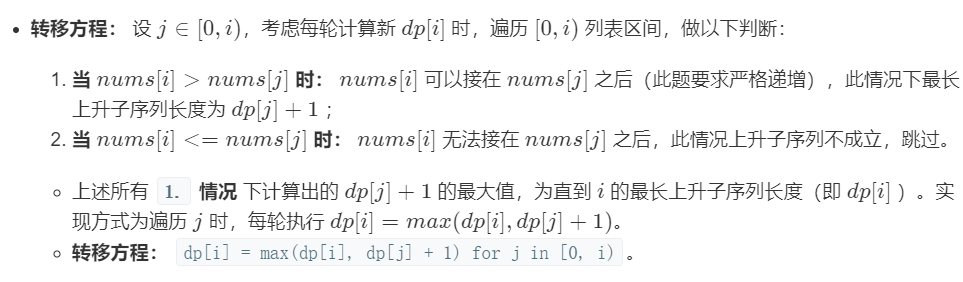 • 转移方程： 设 j ∈ [0, i)，考虑每轮计算新 dp[i] 时，遍历 [0, i) 列表区间，做以下判断：
1. 当 nums[i] > nums[j] 时： nums[i] 可以接在 nums[j] 之后（此题要求严格递增），此情况下最长
上升子序列长度为 dp[j] + 1 ；
2. 当 nums[i] <= nums[j] 时： nums[i] 无法接在 nums[j] 之后，此情况上升子序列不成立，跳过。
○ 上述所有 1. 情况 下计算出的 dp[j] + 1 的最大值，为直到 i 的最长上升子序列长度（即 dp[i] ）。实
现方式为遍历 j 时，每轮执行 dp[i] = max(dp[i], dp[j] + 1)。
○ 转移方程： dp[i] = max(dp[i], dp[j] + 1) for j in [0, i) 。